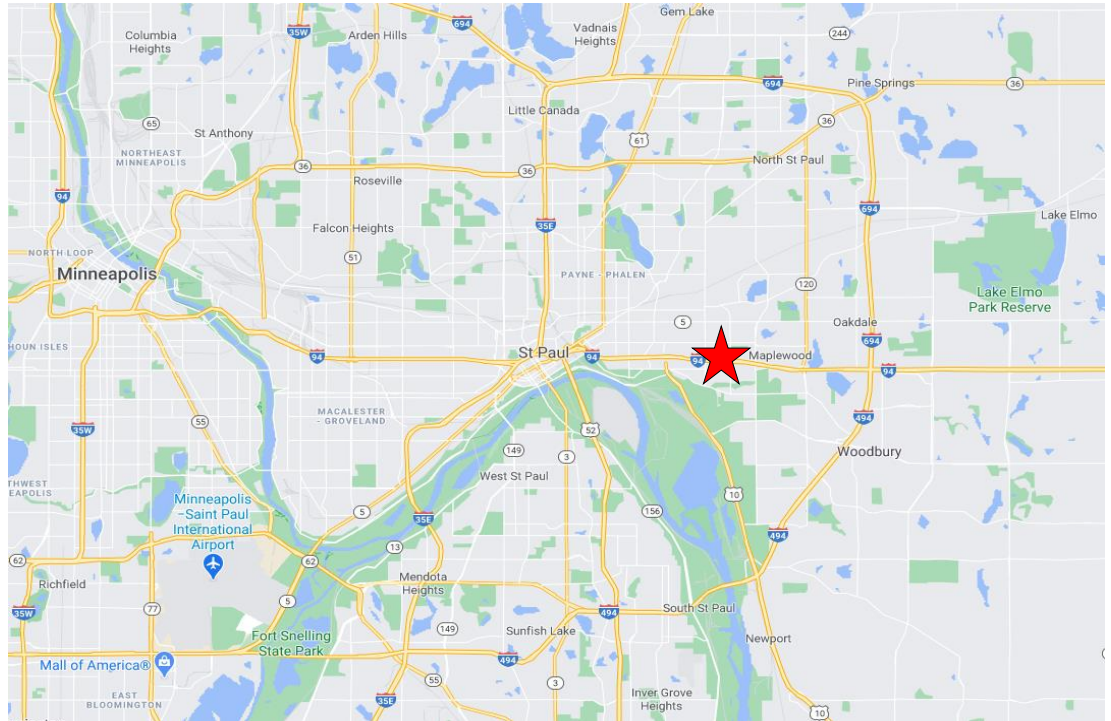 Gem Lake
694
Vadnais
Heights
35W
Arden Hills
244
Columbia
Heights
694
Pine Springs
36
Little Canada
65
St Anthony
36
61
NORTHEAST
MINNEAPOLIS
North St Paul
36
36
Roseville
94
694
Lake Elmo
35E
Falcon Heights
NORTH LOOP
51
Minneapolis
PAYNE - PHALEN
120
Lake Elmo
Park Reserve
5
Oakdale
694
HOUN ISLES
94
St Paul
94
94
Maplewood
94
MACALESTER
- GROVELAND
494
55
35W
52
149
3
Woodbury
THWEST
EAPOLIS
West St Paul
10
Minneapolis
-Saint Paul
International
Airport
5
35E
156
494
13
62
62
Richfield
Mendota
Heights
77
5
494
South St Paul
149
Sunfish Lake
Fort Snelling
State Park
Newport
Mall of America®
494
55
3
EAST
BLOOMINGTON
35E
Inver Grove
Heights
10